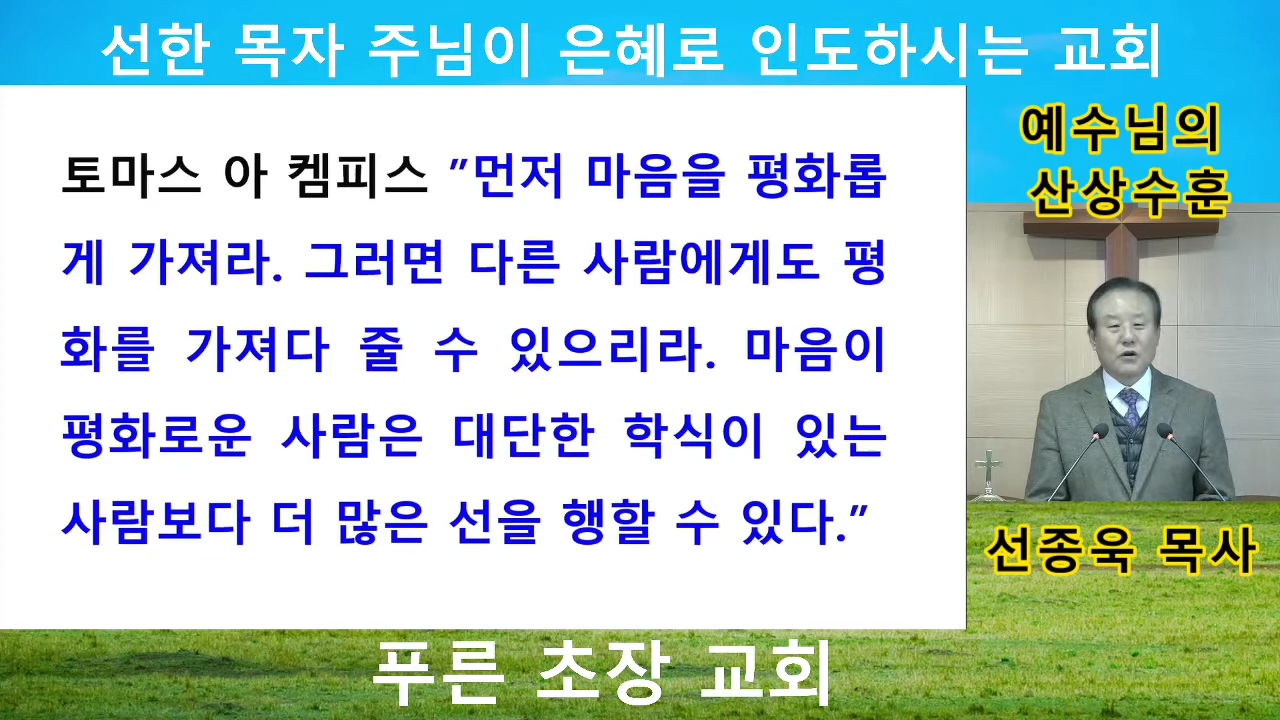 선한 목자 주님이 은혜로 인도하시는 교회
예수님의
산상수훈
토마스 아 켐피스 "먼저 마음을 평화롭
게 가져라. 그러면 다른 사람에게도 평
화를 가져다 줄 수 있으리라. 마음이
평화로운 사람은 대단한 학식이 있는
사람보다 더 많은 선을 행할 수 있다."
선종욱 목사
푸른 초장 교회